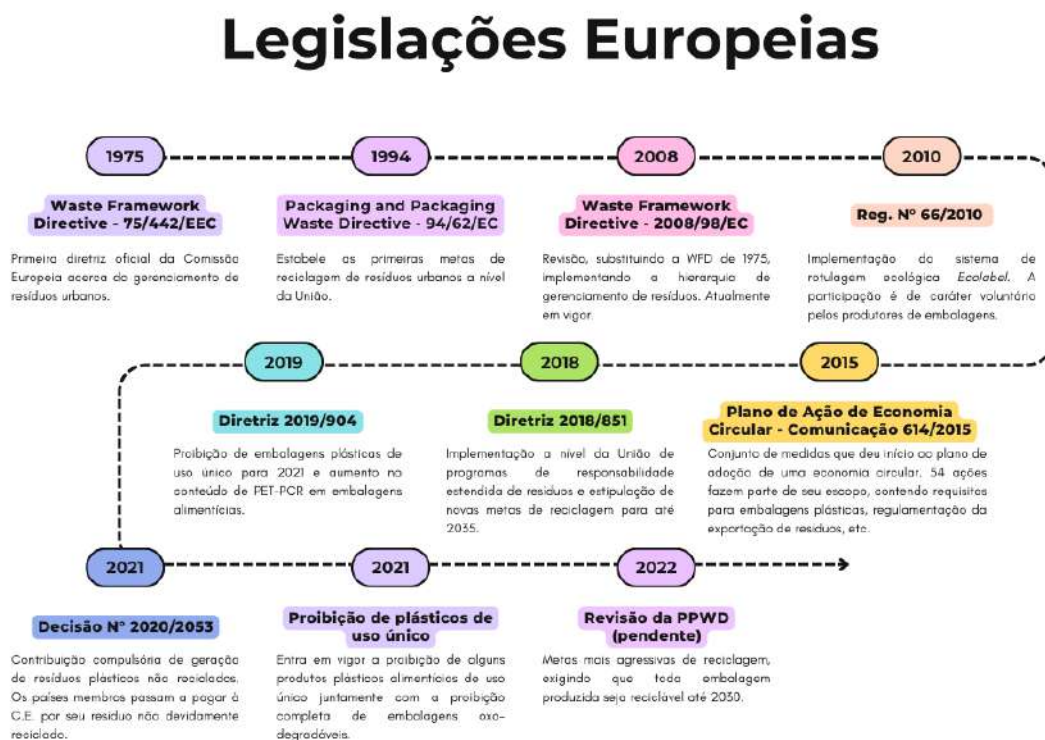 Legislações Europeias
1975
1994
2008
2010
Waste Framework
Directive - 75/442/EEC
Packaging and Packaging
Waste Directive - 94/62/EC
Waste Framework
Directive - 2008/98/EC
Reg. Nº 66/2010
Primeira diretriz oficial da Comissão
Europeia acerca do gerenciamento de
resíduos urbanos.
Estabele as primeiras metas de
reciclagem de resíduos urbanos a nível
da União.
Revisão, substituindo a WFD de 1975,
implementando a hierarquia de
gerenciamento de resíduos. Atualmente
em vigor.
Implementação do sistema de
rotulagem ecológica Ecolabel. A
participação é de caráter voluntário
pelos produtores de embalagens.
2019
2018
2015
Diretriz 2019/904
Diretriz 2018/851
Plano de Ação de Economia
Circular - Comunicação 614/2015
Proibição de embalagens plásticas de
uso único para 2021 e aumento no
conteúdo de PET-PCR em embalagens
alimentícias.
Implementação a nível da União de
programas de responsabilidade
estendida de resíduos e estipulação de
novas metas de reciclagem para até
2035.
Conjunto de medidas que deu início ao plano de
adoção de uma economia circular. 54 ações
fazem parte de seu escopo, contendo requisitos
para embalagens plásticas, regulamentação da
exportação de resíduos, etc.
2021
2021
2022
Decisão Nº 2020/2053
Proibição de plásticos de
uso único
Revisão da PPWD
(pendente)
Contribuição compulsória de geração
de resíduos plásticos não reciclados.
Os países membros passam a pagar à
C.E. por seu resíduo não devidamente
reciclado.
Entra em vigor a proibição de alguns
produtos plásticos alimentícios de uso
único juntamente com a proibição
completa de embalagens oxo-
degradáveis.
Metas mais agressivas de reciclagem,
exigindo que toda embalagem
produzida seja reciclável até 2030.